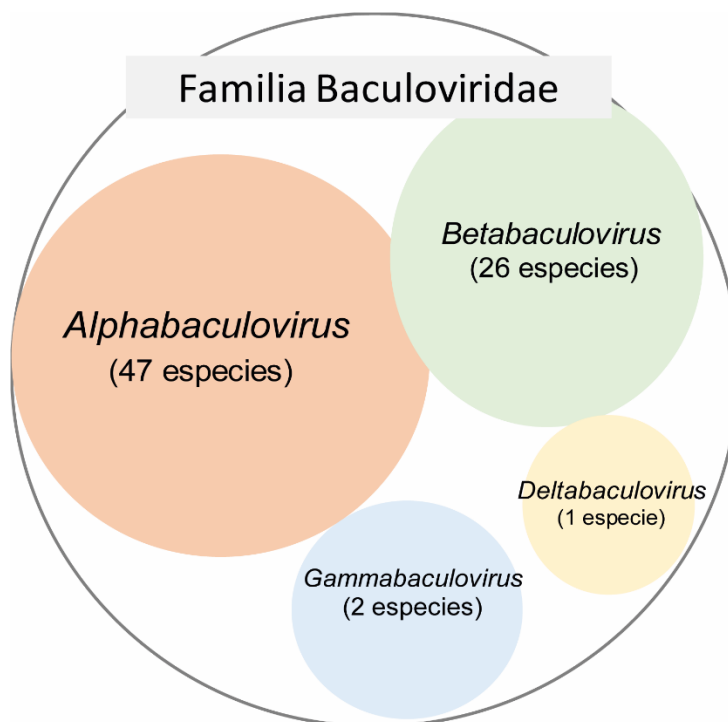 Familia Baculoviridae
Betabaculovirus
(26 especies)
Alphabaculovirus
(47 especies)
Deltabaculovirus
(1 especie)
Gammabaculovirus
(2 especies)